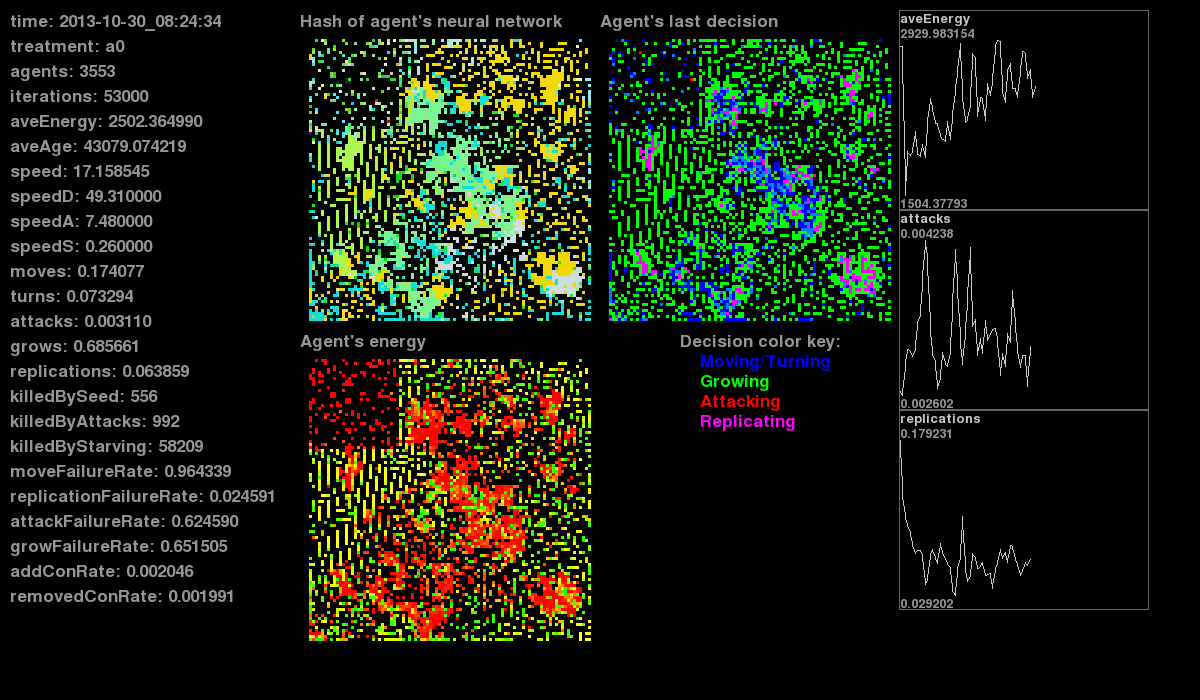 time: 2013-10-30_08:24:34
treatment: a0
agents: 3553
iterations: 53000
aveEnergy: 2502.364990
aveAge: 43079.074219
speed: 17.158545
speedD: 49.310000
speedA: 7.480000
speedS: 0.260000
moves: 0.174077
turns: 0.073294
attacks: 0.003110
grows: 0.685661
replications: 0.063859
killedBySeed: 556
killedByAttacks: 992
killedByStarving: 58209
moveFailureRate: 0.964339
replicationFailureRate: 0.024591
attackFailureRate: 0.624590
growFailureRate: 0.651505
addConRate: 0.002046
removedConRate: 0.001991
Hash of agent's neural network
Agent's last decision
Agent's energy
Decision color key:
Moving/Turning
Growing
Attacking
Replicating
aveEnergy
2929.983154
1504.37793
attacks
0.004238
0.002602
replications
0.179231
0.029202